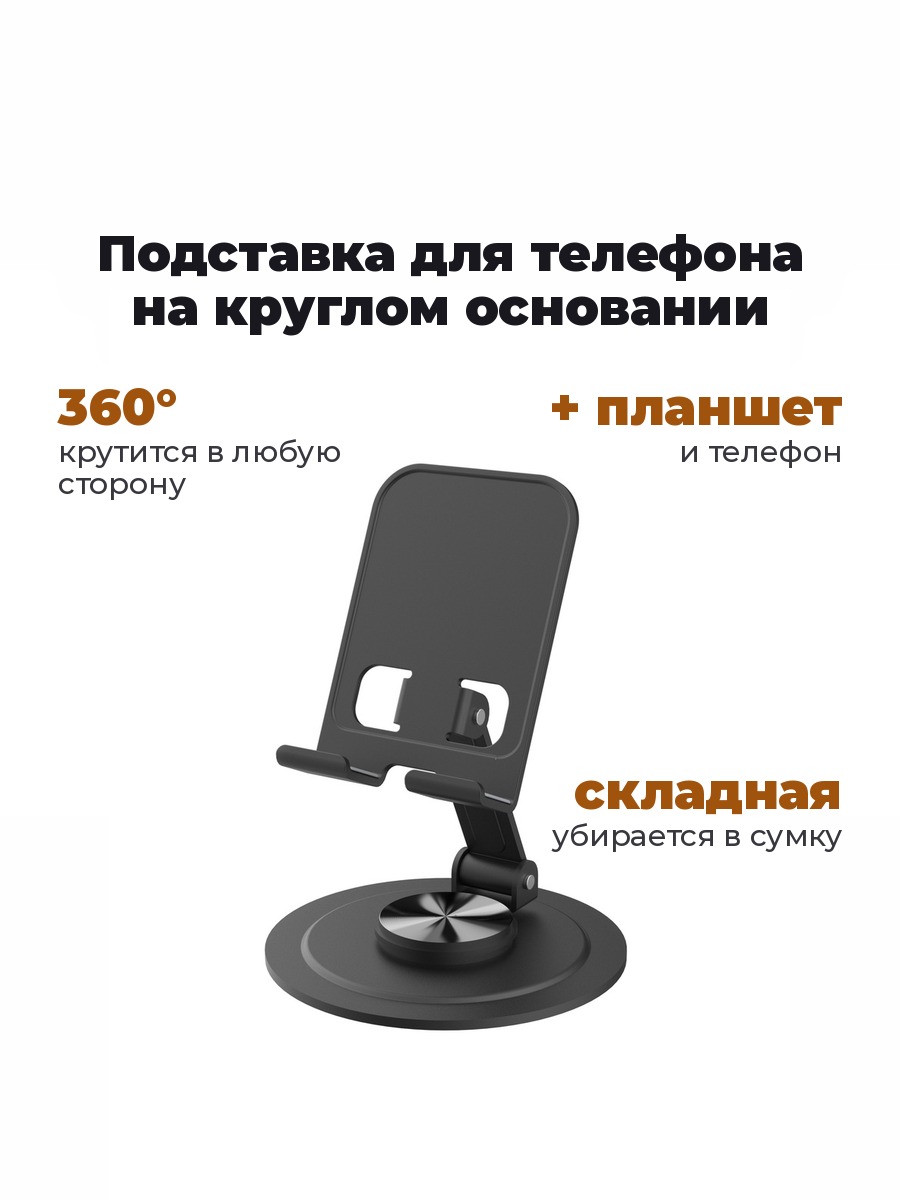 Подставка для телефона
на круглом основании
360°
крутится в любую
сторону
+ планшет
и телефон
складная
убирается в сумку